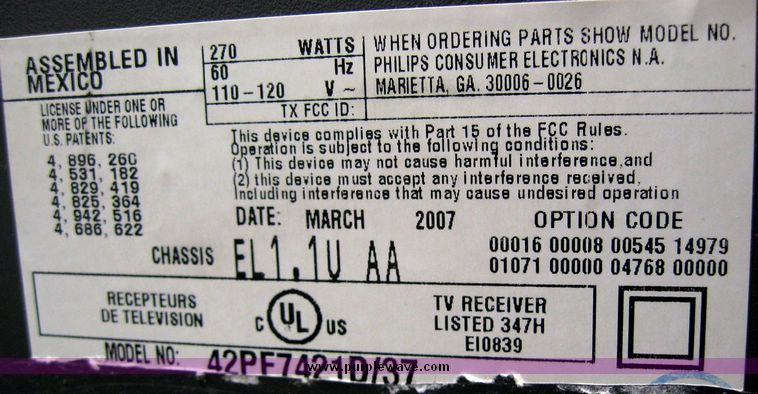 ASSEMBLED IN
MEXICO
270 WATTS
60 Hz
110-120 V ~
TX FCC ID:
WHEN ORDERING PARTS SHOW MODEL NO.
PHILIPS CONSUMER ELECTRONICS N.A.
MARIETTA, GA. 30006-0026
LICENSE UNDER ONE OR
MORE OF THE FOLLOWING
U.S. PATENTS:
4, 896, 260
4, 531, 182
4, 829, 419
4, 825, 364
4, 942, 516
4, 686, 622
This device complies with Part 15 of the FCC Rules.
Operation is subject to the following conditions:
(1) This device may not cause harmful interference,and
(2) this device must accept any interference received,
Including interference that may cause undesired operation
DATE: MARCH 2007
OPTION CODE
00016 00008 00545 14979
01071 00000 04768 00000
CHASSIS EL1.1U AA
RECEPTEURS
DE TELEVISION
C UL US
TV RECEIVER
LISTED 347H
EI0839
MODEL NO: 42PF7421D/37
www.purplewave.com